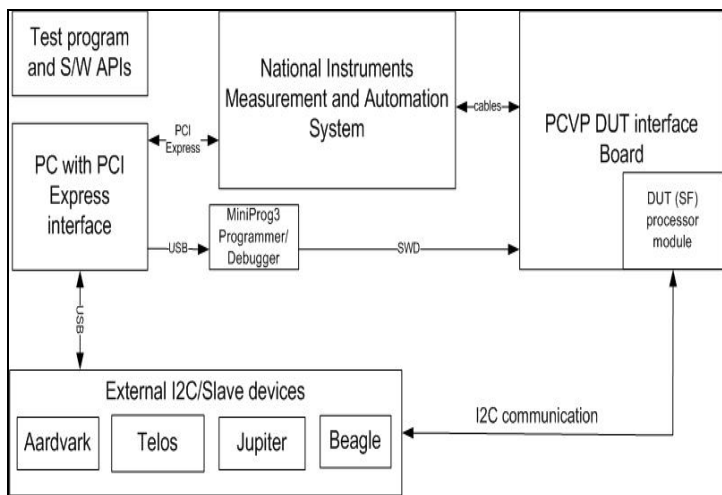 Test program
and S/W APIs
National Instruments
Measurement and Automation
System
cables
PCVP DUT interface
Board
DUT (SF)
processor
module
PCI
Express
PC with PCI
Express
interface
USB
MiniProg3
Programmer/
Debugger
SWD
USB
External I2C/Slave devices
Aardvark
Telos
Jupiter
Beagle
I2C communication